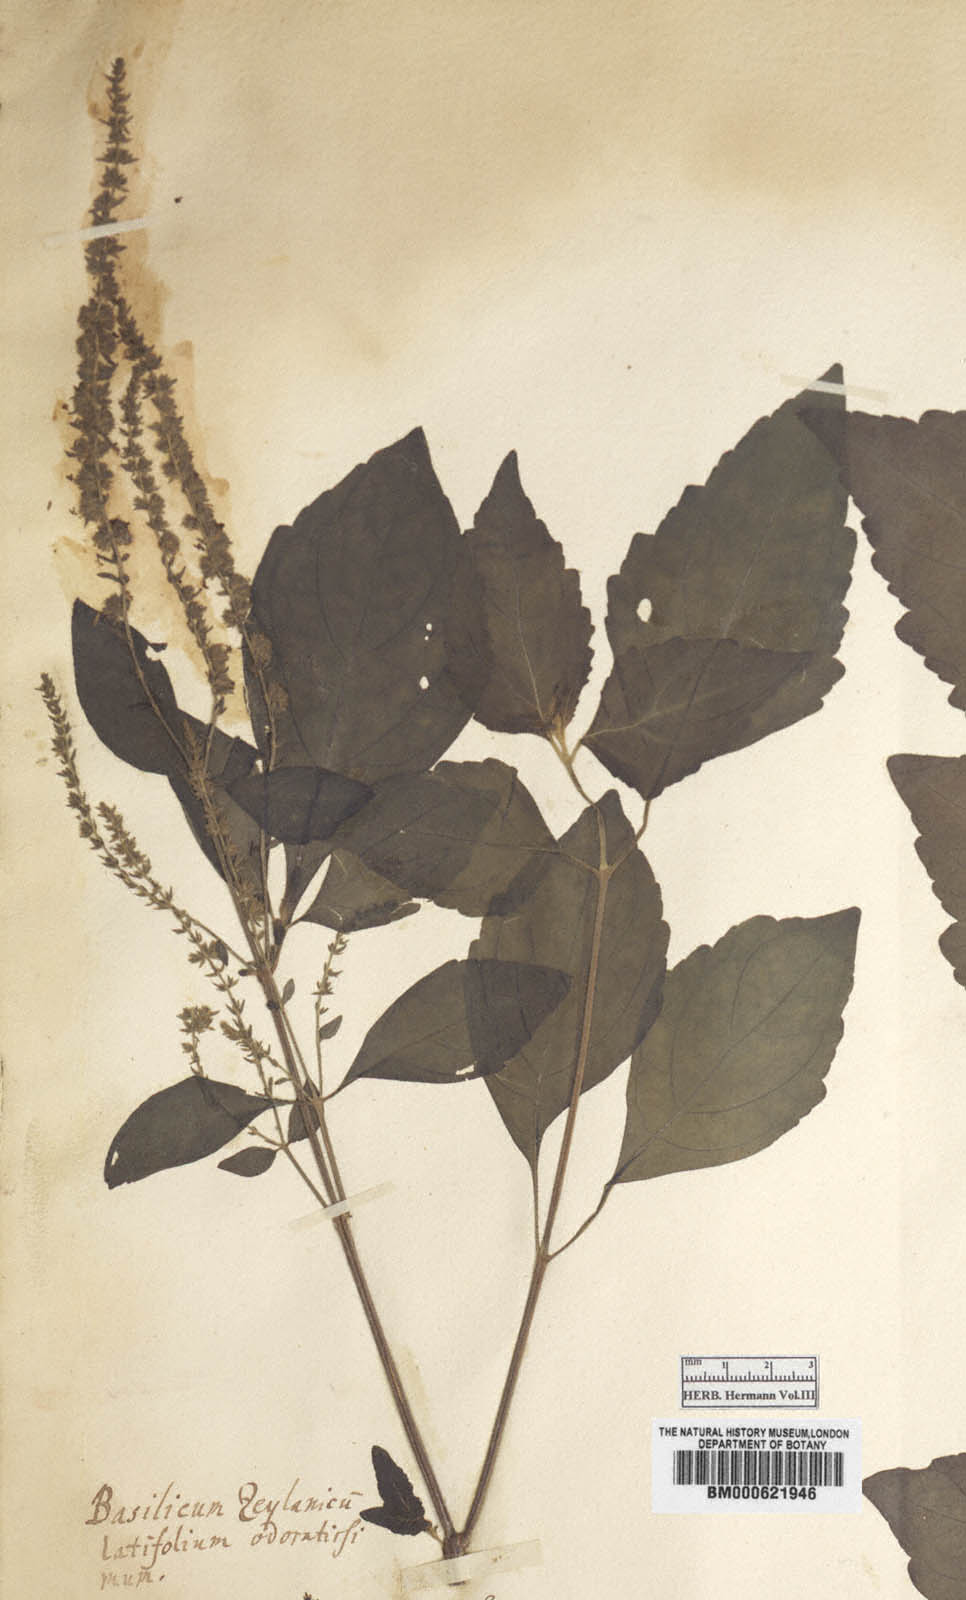 mm 1 2 3
HERB. Hermann Vol.III
THE NATURAL HISTORY MUSEUM, LONDON
DEPARTMENT OF BOTANY
BM000621946
Basilicum Zeylanicū
latifolium odoratissi
mum.